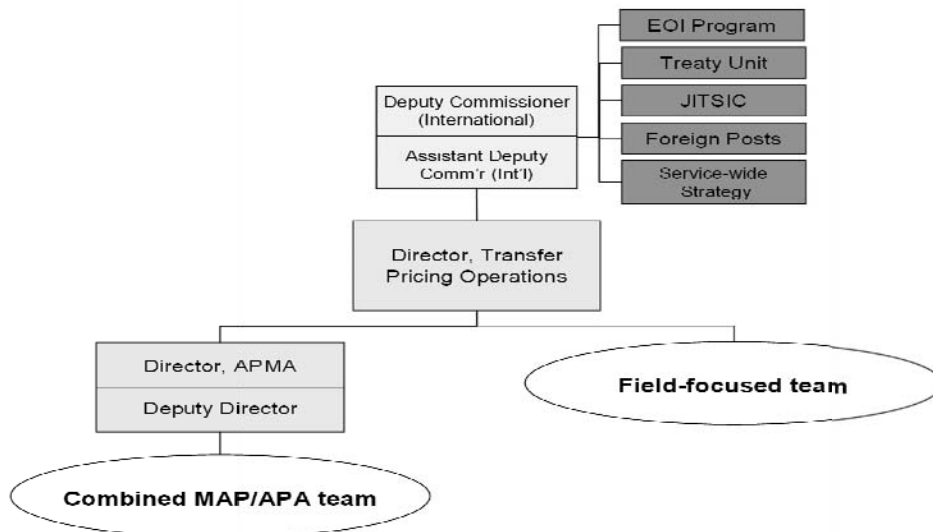 EOI Program
Treaty Unit
JITSIC
Foreign Posts
Service-wide
Strategy
Deputy Commissioner
(International)
Assistant Deputy
Comm'r (Int'l)
Director, Transfer
Pricing Operations
Director, APMA
Deputy Director
Field-focused team
Combined MAP/APA team